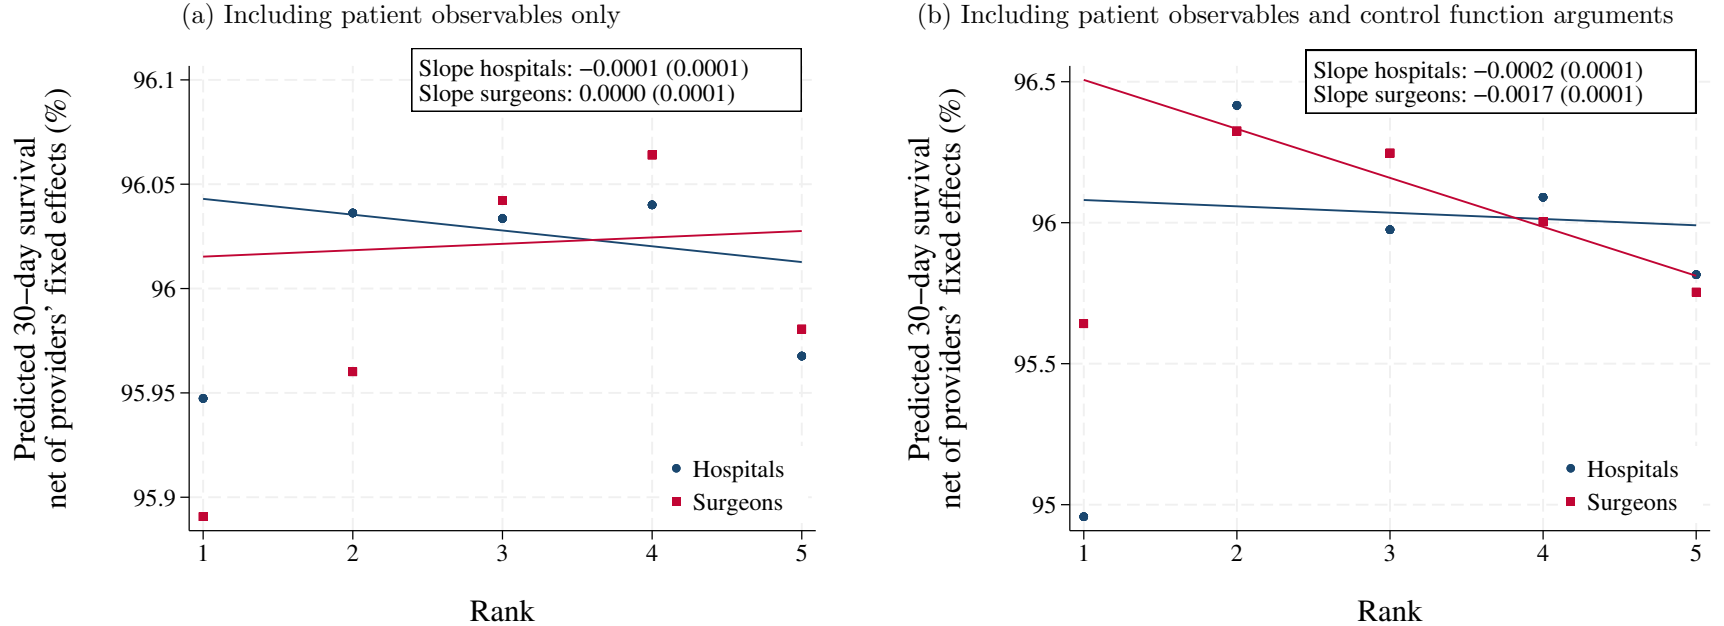 (a) Including patient observables only
Slope hospitals: −0.0001 (0.0001)
Slope surgeons: 0.0000 (0.0001)
Predicted 30−day survival
net of providers’ fixed effects (%)
96.1
96.05
96
95.95
95.9
Hospitals
Surgeons
1 2 3 4 5
Rank
(b) Including patient observables and control function arguments
Slope hospitals: −0.0002 (0.0001)
Slope surgeons: −0.0017 (0.0001)
Predicted 30−day survival
net of providers’ fixed effects (%)
96.5
96
95.5
95
Hospitals
Surgeons
1 2 3 4 5
Rank